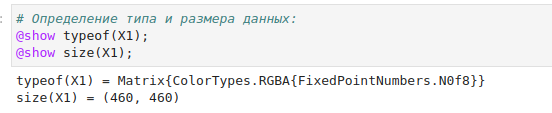 # Определение типа и размера данных:
@show typeof(X1);
@show size(X1);
typeof(X1) = Matrix{ColorTypes.RGBA{FixedPointNumbers.N0f8}}
size(X1) = (460, 460)